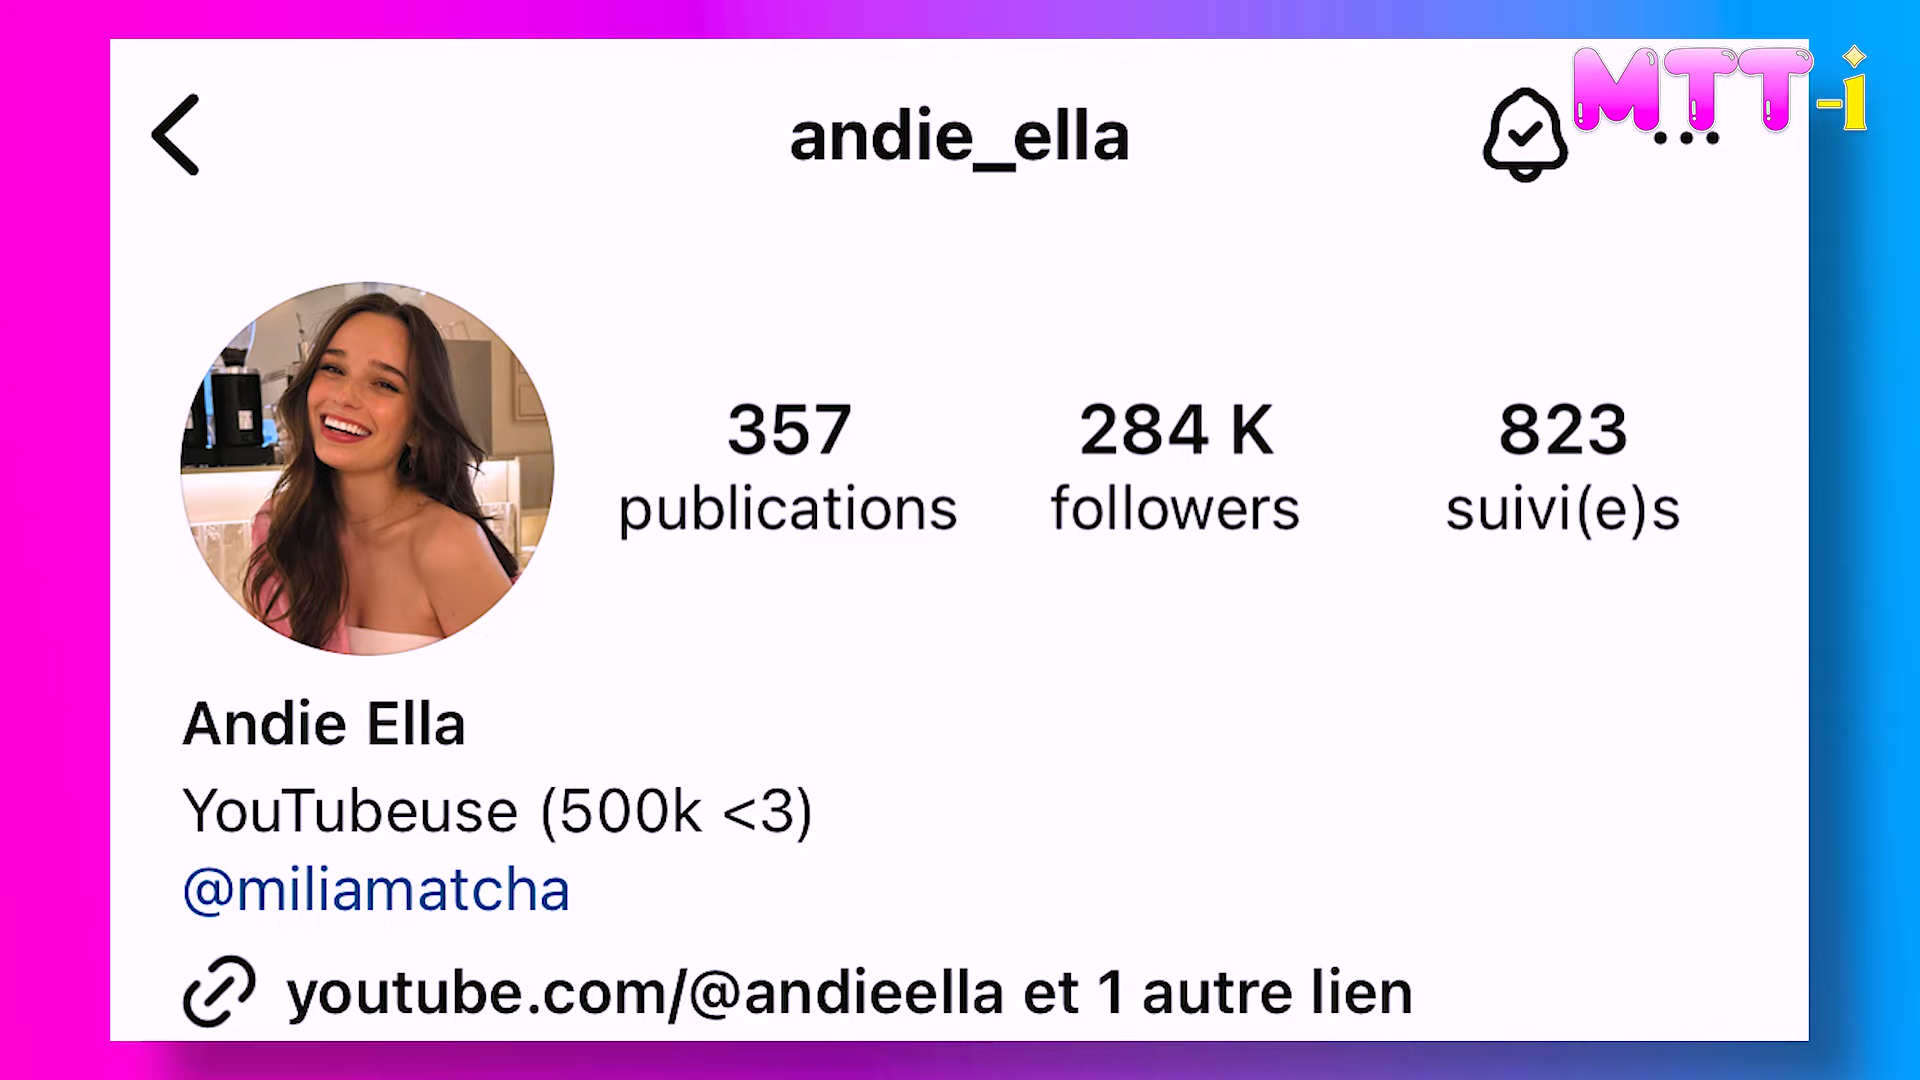 andie_ella
MTT-i
357
publications
284 K
followers
823
suivi(e)s
Andie Ella
YouTubeuse (500k <3)
@miliamatcha
youtube.com/@andieella et 1 autre lien